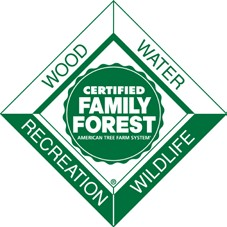 WOOD
WATER
CERTIFIED
FAMILY
FOREST
AMERICAN TREE FARM SYSTEM®
RECREATION
WILDLIFE
®